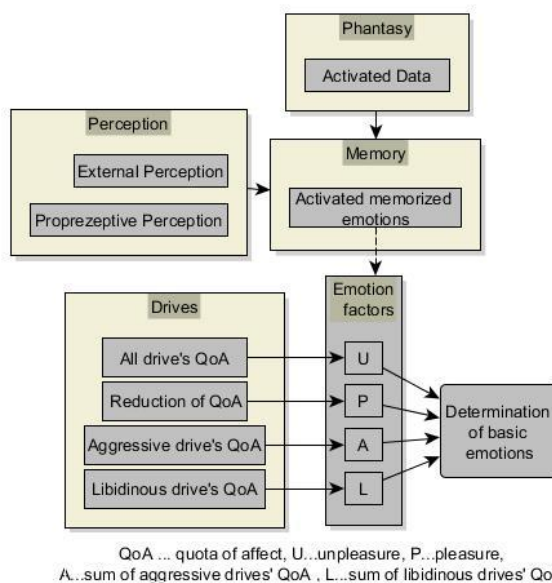 Phantasy
Activated Data
Perception
External Perception
Proprezeptive Perception
Memory
Activated memorized
emotions
Drives
All drive's QoA
Reduction of QoA
Aggressive drive's QoA
Libidinous drive's QoA
Emotion
factors
U
P
A
L
Determination
of basic
emotions
QoA ... quota of affect, U...unpleasure, P...pleasure,
A...sum of aggressive drives' QoA , L...sum of libidinous drives'